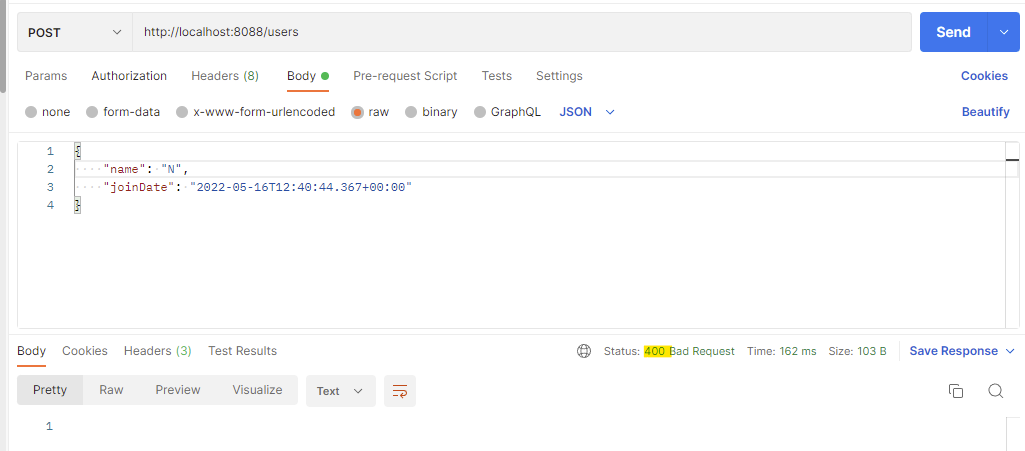 POST http://localhost:8088/users Send
Params Authorization Headers (8) Body Pre-request Script Tests Settings Cookies
none form-data x-www-form-urlencoded raw binary GraphQL JSON Beautify
1 {
2 "name": "N",
3 "joinDate": "2022-05-16T12:40:44.367+00:00"
4 }
Body Cookies Headers (3) Test Results Status: 400 Bad Request Time: 162 ms Size: 103 B Save Response
Pretty Raw Preview Visualize Text
1